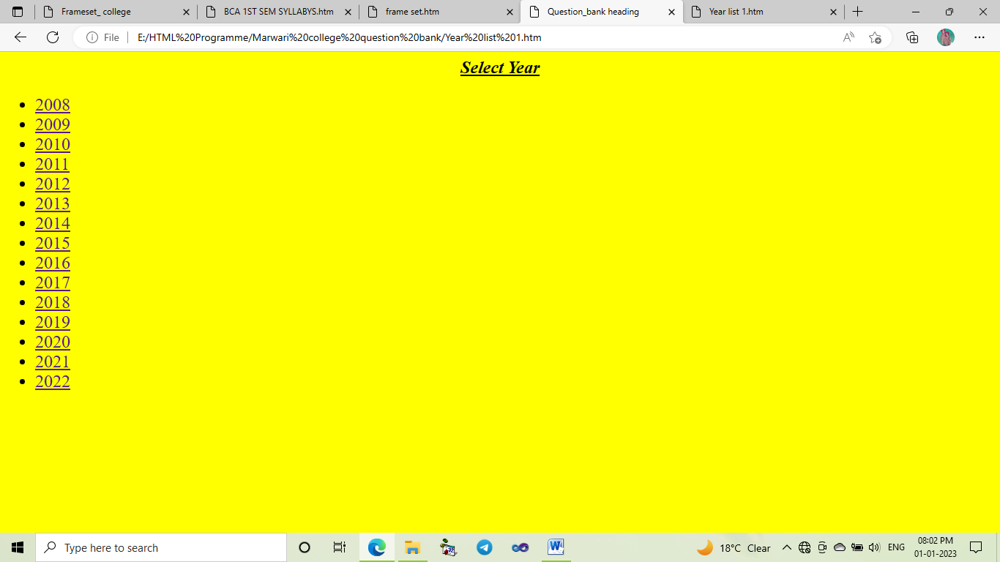 Frameset_ college
BCA 1ST SEM SYLLABYS.htm
frame set.htm
Question_bank heading
Year list 1.htm
File
E:/HTML%20Programme/Marwari%20college%20question%20bank/Year%20list%201.htm
Select Year
2008
2009
2010
2011
2012
2013
2014
2015
2016
2017
2018
2019
2020
2021
2022
Type here to search
18°C Clear
ENG
08:02 PM
01-01-2023